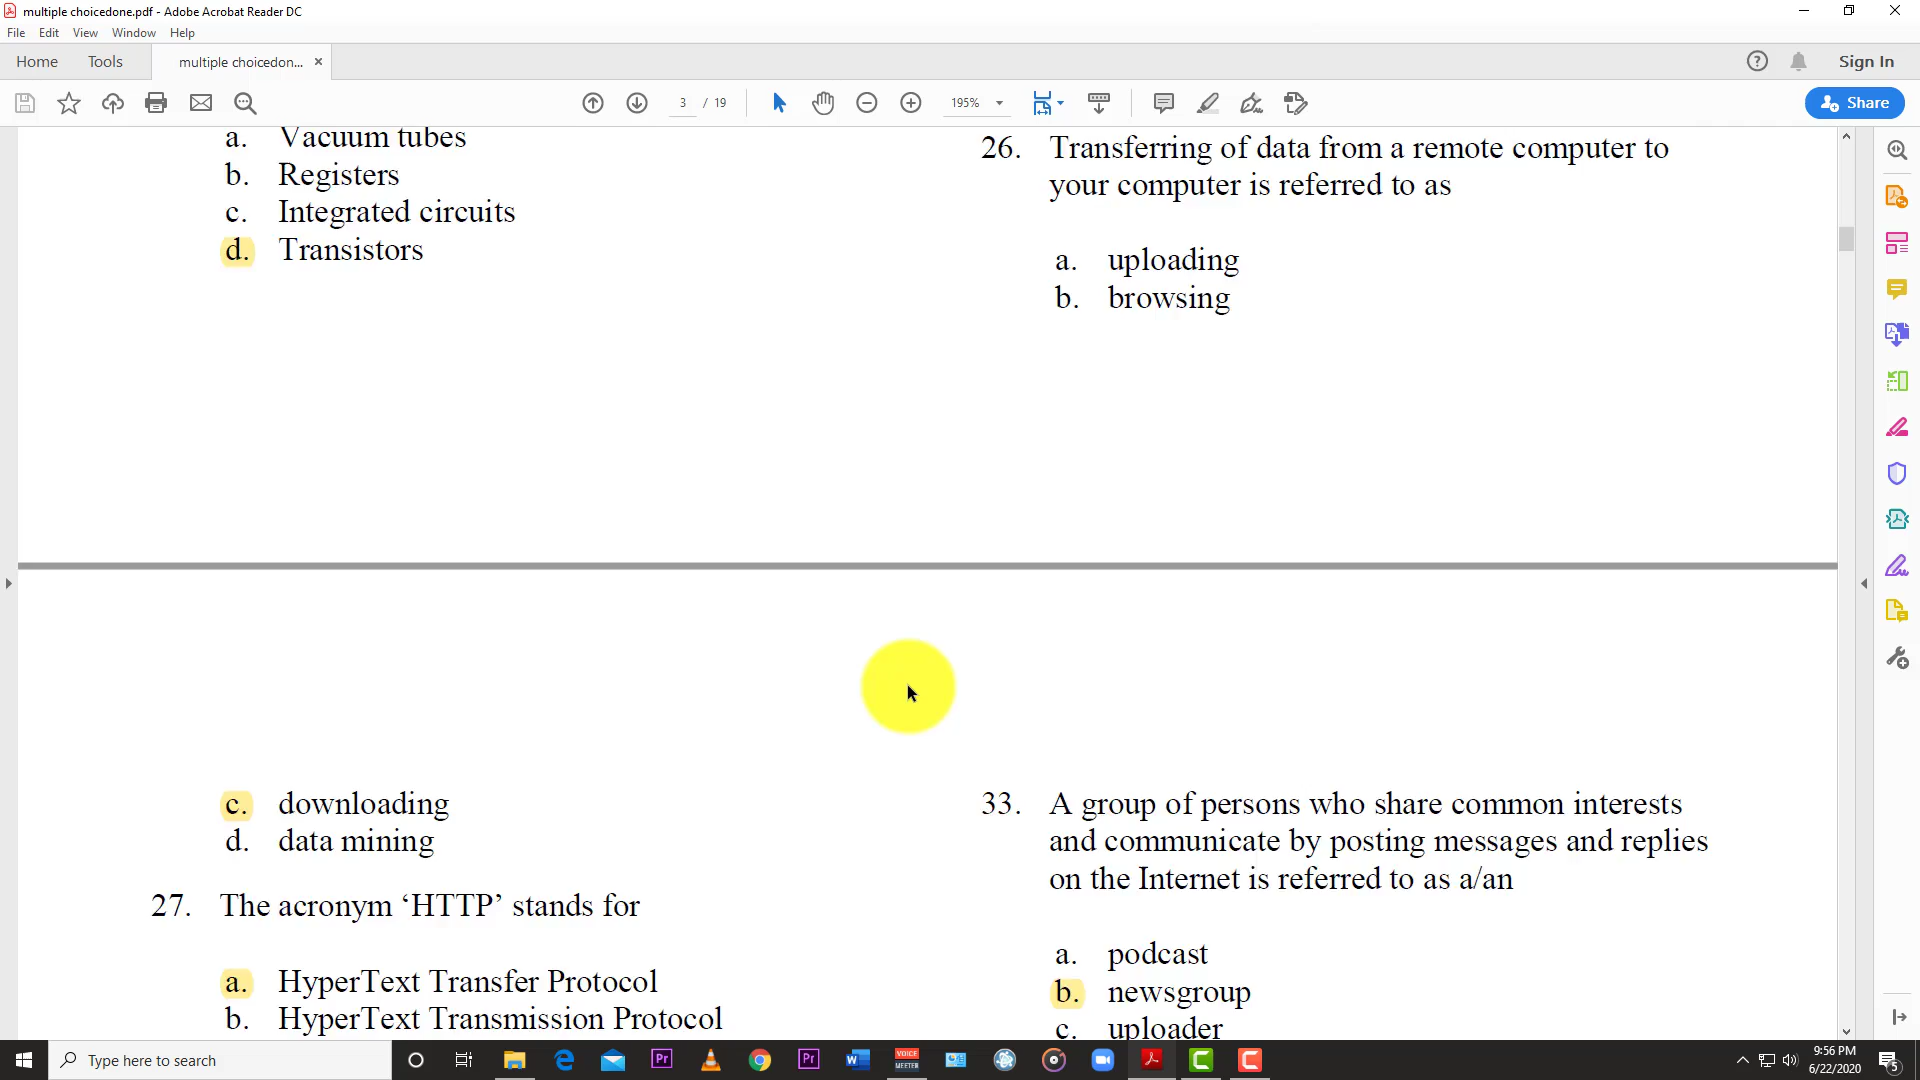 multiple choicedone.pdf - Adobe Acrobat Reader DC
File Edit View Window Help
Home Tools multiple choicedon... × Sign In
3 / 19 195% Share
a. Vacuum tubes
b. Registers
c. Integrated circuits
d. Transistors
26. Transferring of data from a remote computer to
your computer is referred to as
a. uploading
b. browsing
c. downloading
d. data mining
27. The acronym ‘HTTP’ stands for
a. HyperText Transfer Protocol
b. HyperText Transmission Protocol
33. A group of persons who share common interests
and communicate by posting messages and replies
on the Internet is referred to as a/an
a. podcast
b. newsgroup
c. uploader
Type here to search
Pr
Pr
VOICE
MEETER
9:56 PM
6/22/2020
5